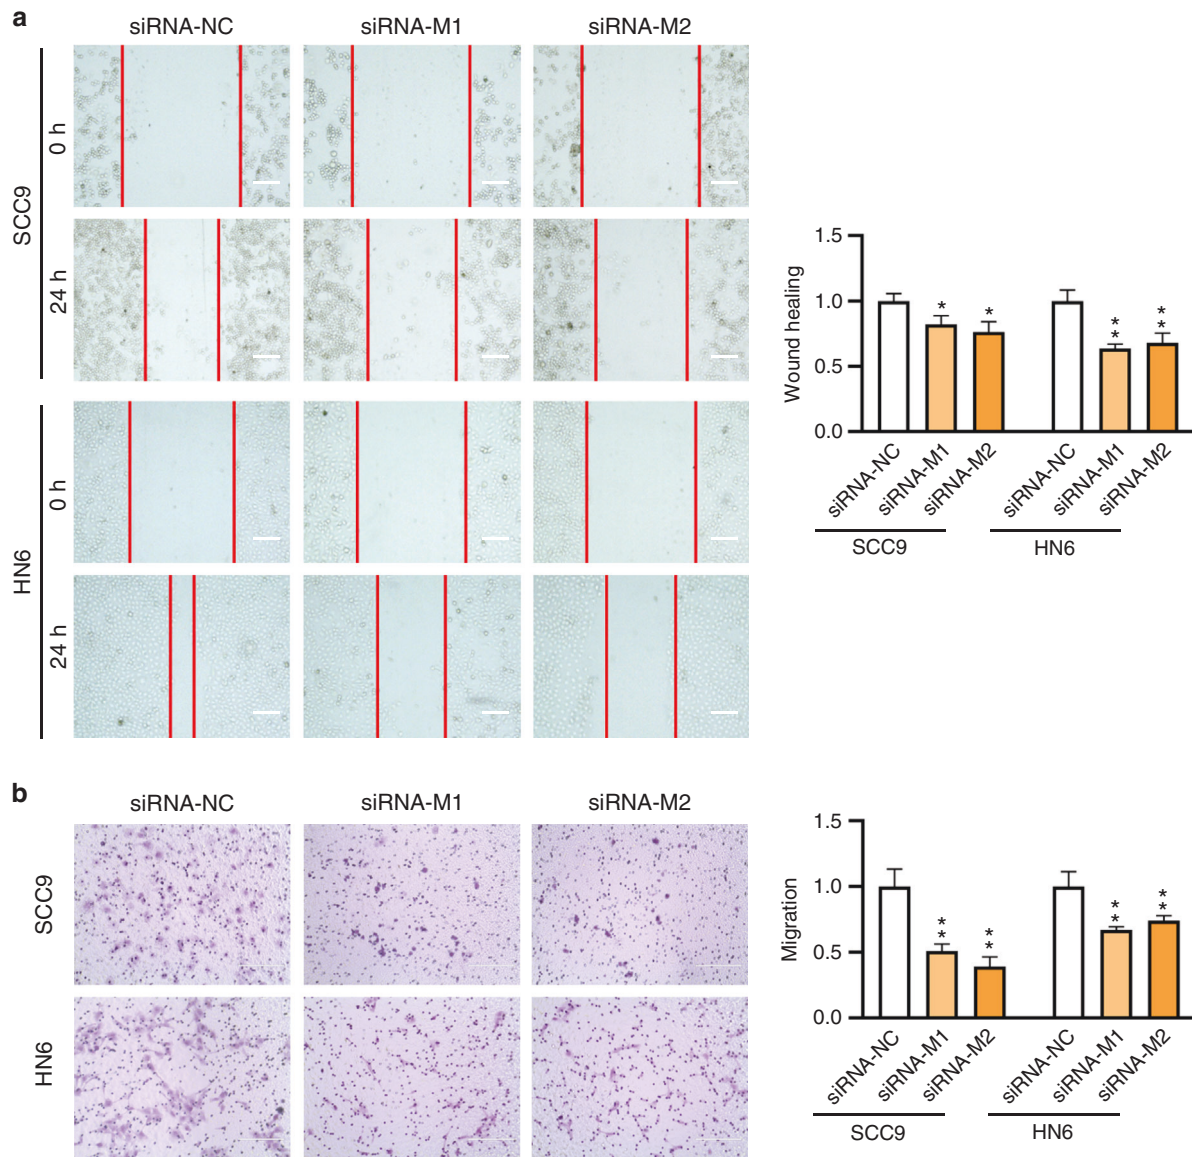 a
siRNA-NC siRNA-M1 siRNA-M2
SCC9
0 h
24 h
HN6
0 h
24 h
Wound healing
1.5
1.0
0.5
0.0
* * ** **
siRNA-NC siRNA-M1 siRNA-M2 siRNA-NC siRNA-M1 siRNA-M2
SCC9 HN6
b
siRNA-NC siRNA-M1 siRNA-M2
SCC9
HN6
Migration
1.5
1.0
0.5
0.0
** ** ** **
siRNA-NC siRNA-M1 siRNA-M2 siRNA-NC siRNA-M1 siRNA-M2
SCC9 HN6